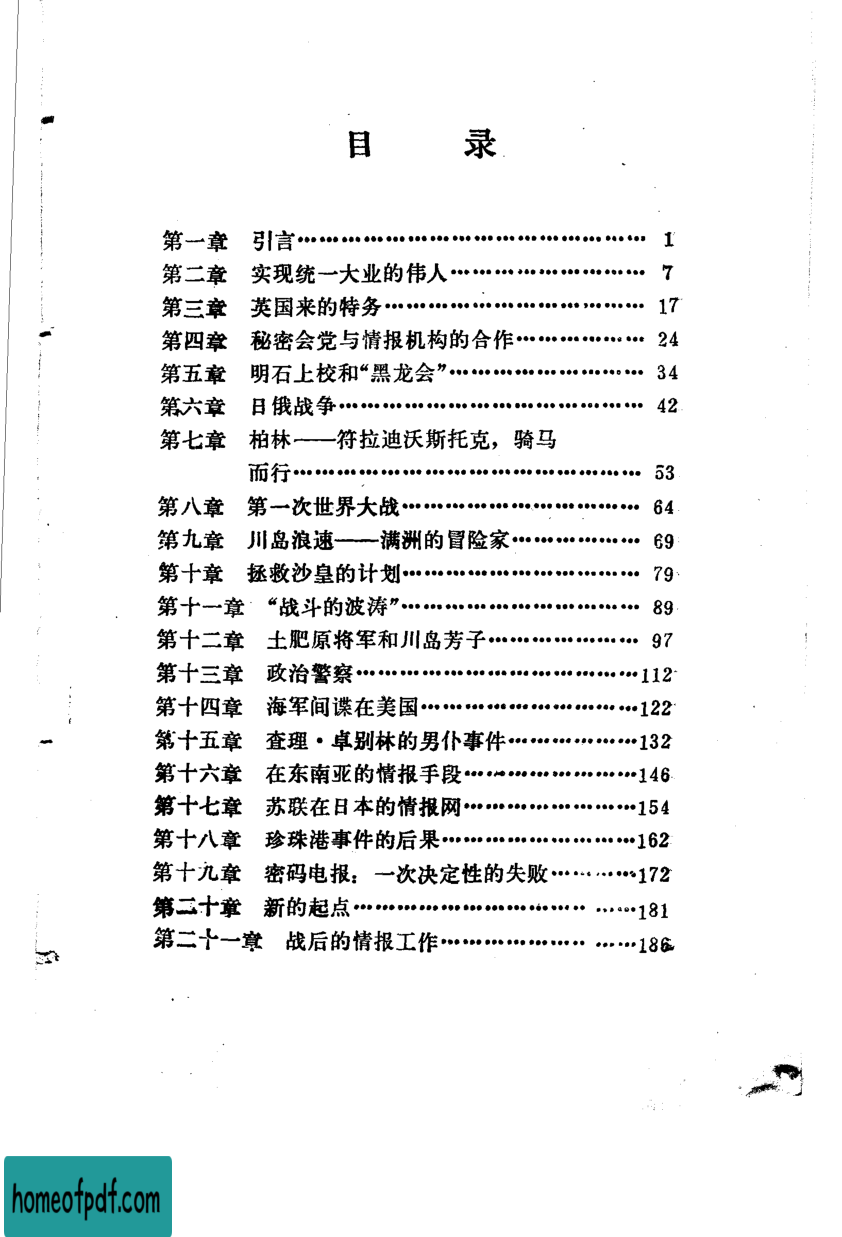 目 录
第一章 引言……………………………………………… 1
第二章 实现统一大业的伟人………………………… 7
第三章 英国来的特务………………………………… 17
第四章 秘密会党与情报机构的合作………………… 24
第五章 明石上校和“黑龙会”………………………… 34
第六章 日俄战争……………………………………… 42
第七章 柏林——符拉迪沃斯托克，骑马
而行…………………………………………… 53
第八章 第一次世界大战……………………………… 64
第九章 川岛浪速——满洲的冒险家………………… 69
第十章 拯救沙皇的计划……………………………… 79
第十一章 “战斗的波涛”……………………………… 89
第十二章 土肥原将军和川岛芳子…………………… 97
第十三章 政治警察……………………………………112
第十四章 海军间谍在美国……………………………122
第十五章 查理·卓别林的男仆事件…………………132
第十六章 在东南亚的情报手段………………………146
第十七章 苏联在日本的情报网………………………154
第十八章 珍珠港事件的后果…………………………162
第十九章 密码电报：一次决定性的失败……………172
第二十章 新的起点……………………………………181
第二十一章 战后的情报工作…………………………186
homeofpdf.com